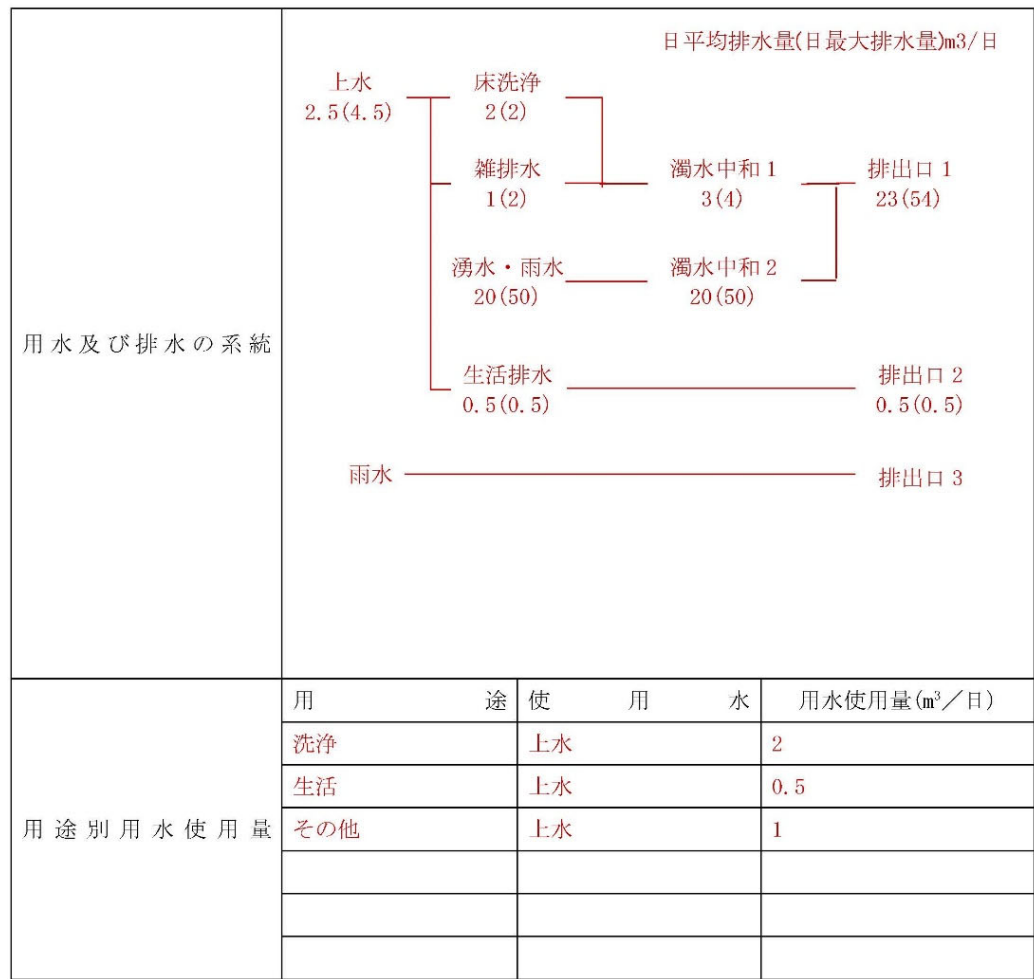 日平均排水量(日最大排水量)m3/日
上水 床洗浄
2.5(4.5) 2(2)
雑排水 濁水中和1 排出口1
1(2) 3(4) 23(54)
湧水・雨水 濁水中和2
20(50) 20(50)
用水及び排水の系統
生活排水 排出口2
0.5(0.5) 0.5(0.5)
雨水 排出口3
用途 使用水 用水使用量(m³／日)
洗浄 上水 2
生活 上水 0.5
用途別用水使用量 その他 上水 1